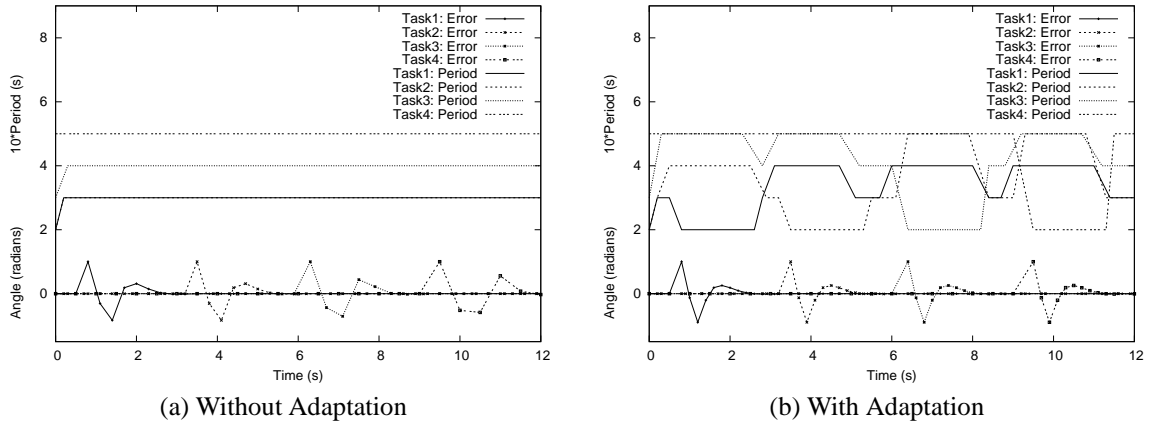 8
6
4
2
0
10*Period (s)
Angle (radians)
Task1: Error
Task2: Error
Task3: Error
Task4: Error
Task1: Period
Task2: Period
Task3: Period
Task4: Period
0 2 4 6 8 10 12
Time (s)
(a) Without Adaptation
8
6
4
2
0
10*Period (s)
Angle (radians)
Task1: Error
Task2: Error
Task3: Error
Task4: Error
Task1: Period
Task2: Period
Task3: Period
Task4: Period
0 2 4 6 8 10 12
Time (s)
(b) With Adaptation